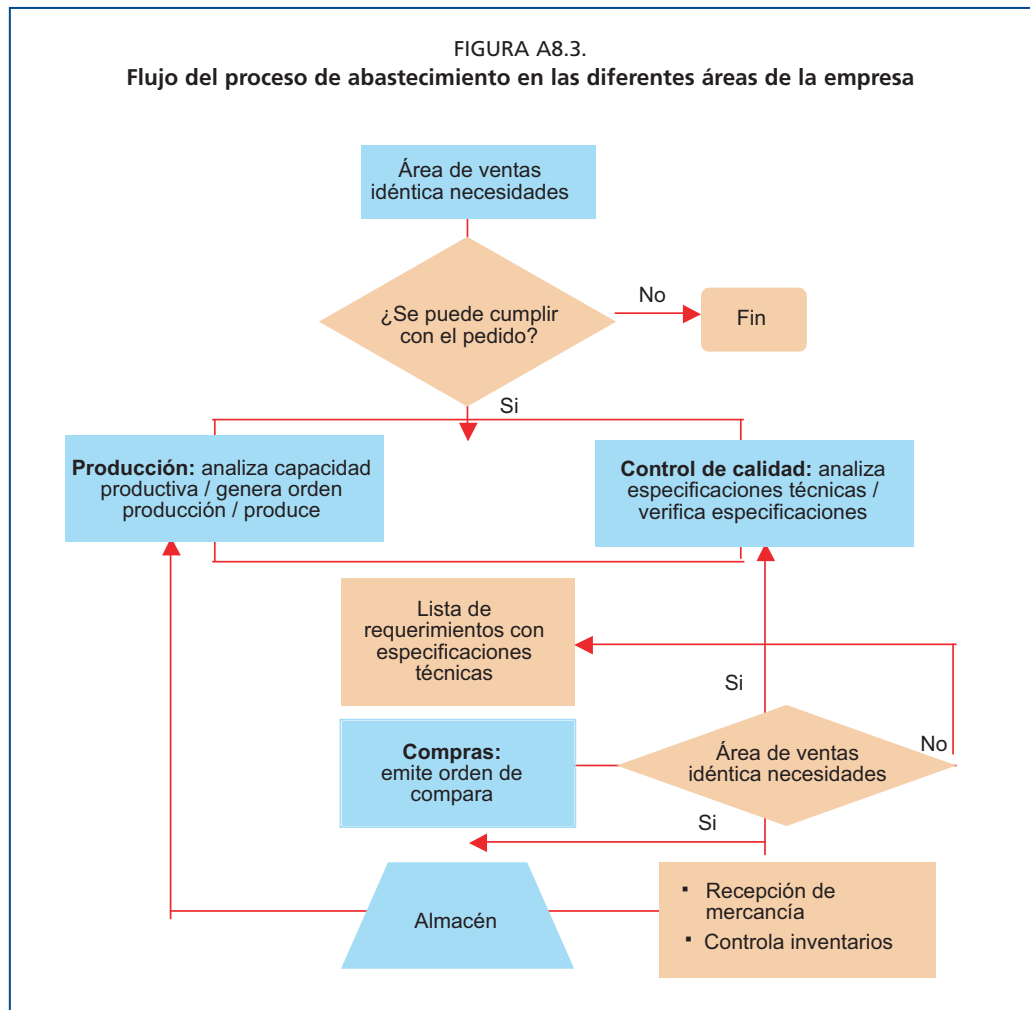 FIGURA A8.3.
Flujo del proceso de abastecimiento en las diferentes áreas de la empresa
Área de ventas
idéntica necesidades
¿Se puede cumplir
con el pedido?
No
Fin
Si
Producción: analiza capacidad
productiva / genera orden
producción / produce
Control de calidad: analiza
especificaciones técnicas /
verifica especificaciones
Lista de
requerimientos con
especificaciones
técnicas
Si
Compras:
emite orden de
compara
Área de ventas
idéntica necesidades
No
Si
Almacén
▪ Recepción de
mercancía
▪ Controla inventarios